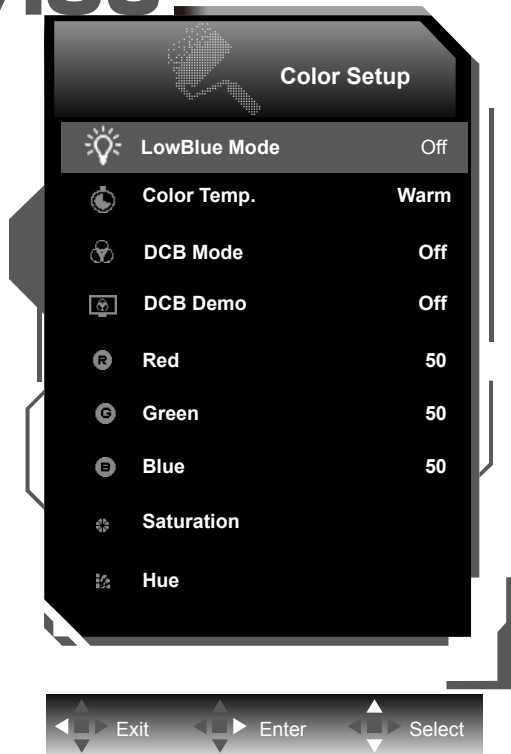 Color Setup
LowBlue Mode Off
Color Temp. Warm
DCB Mode Off
DCB Demo Off
R Red 50
G Green 50
B Blue 50
Saturation
Hue
Exit Enter Select